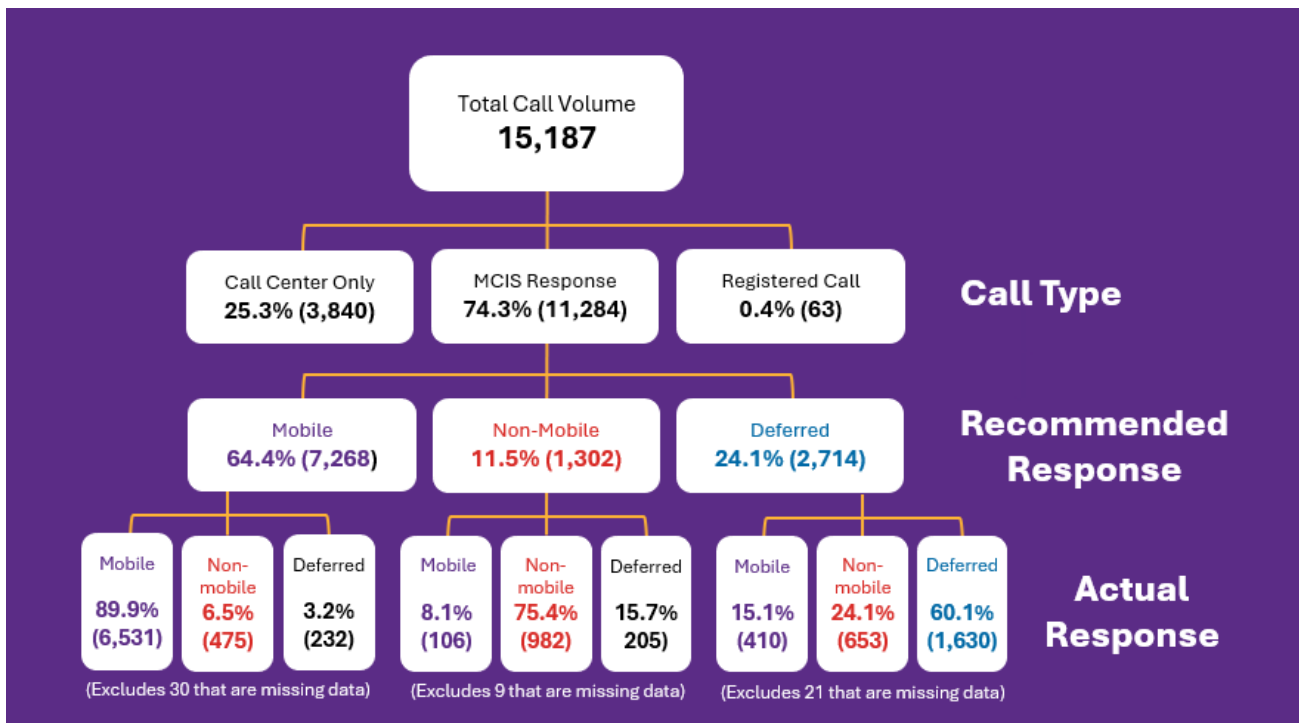 Total Call Volume
15,187
Call Center Only
25.3% (3,840)
MCIS Response
74.3% (11,284)
Registered Call
0.4% (63)
Call Type
Mobile
64.4% (7,268)
Non-Mobile
11.5% (1,302)
Deferred
24.1% (2,714)
Recommended
Response
Mobile
89.9%
(6,531)
Non-
mobile
6.5%
(475)
Deferred
3.2%
(232)
Mobile
8.1%
(106)
Non-
mobile
75.4%
(982)
Deferred
15.7%
205)
Mobile
15.1%
(410)
Non-
mobile
24.1%
(653)
Deferred
60.1%
(1,630)
Actual
Response
(Excludes 30 that are missing data)
(Excludes 9 that are missing data)
(Excludes 21 that are missing data)